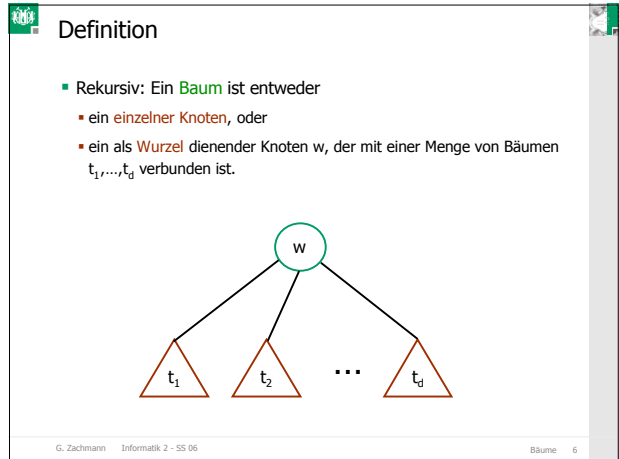 Definition
Rekursiv: Ein Baum ist entweder
ein einzelner Knoten, oder
ein als Wurzel dienender Knoten w, der mit einer Menge von Bäumen
t1,...,td verbunden ist.
w
t1 t2 ... td
G. Zachmann Informatik 2 - SS 06 Bäume 6